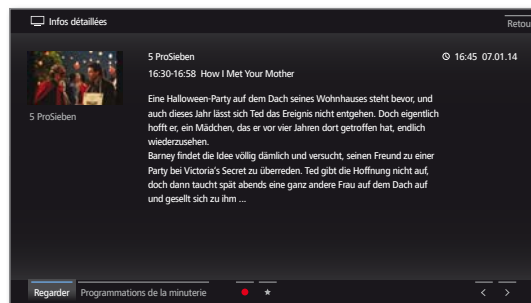 Infos détaillées
Retou
5 ProSieben
16:45 07.01.14
16:30-16:58 How I Met Your Mother
5 ProSieben
Eine Halloween-Party auf dem Dach seines Wohnhauses steht bevor, und
auch dieses Jahr lässt sich Ted das Ereignis nicht entgehen. Doch eigentlich
hofft er, ein Mädchen, das er vor vier Jahren dort getroffen hat, endlich
wiederzusehen.
Barney findet die Idee völlig dämlich und versucht, seinen Freund zu einer
Party bei Victoria's Secret zu überreden. Ted gibt die Hoffnung nicht auf,
doch dann taucht spät abends eine ganz andere Frau auf dem Dach auf
und gesellt sich zu ihm ...
Regarder Programmations de la minuterie